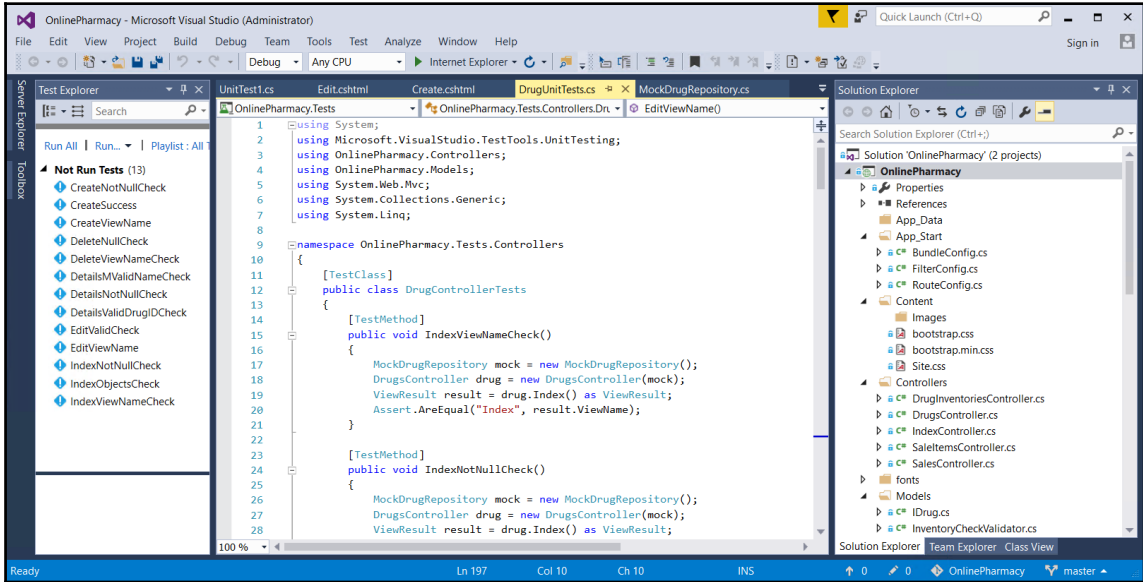 OnlinePharmacy - Microsoft Visual Studio (Administrator)
Quick Launch (Ctrl+Q)
File Edit View Project Build Debug Team Tools Test Analyze Window Help
Sign in
Debug Any CPU Internet Explorer
Server Explorer
Toolbox
Test Explorer
Search
Run All | Run... | Playlist : All T
Not Run Tests (13)
CreateNotNullCheck
CreateSuccess
CreateViewName
DeleteNullCheck
DeleteViewNameCheck
DetailsMValidNameCheck
DetailsNotNullCheck
DetailsValidDrugIDCheck
EditValidCheck
EditViewName
IndexNotNullCheck
IndexObjectsCheck
IndexViewNameCheck
UnitTest1.cs Edit.cshtml Create.cshtml DrugUnitTests.cs MockDrugRepository.cs
OnlinePharmacy.Tests OnlinePharmacy.Tests.Controllers.Dru EditViewName()
1 using System;
2 using Microsoft.VisualStudio.TestTools.UnitTesting;
3 using OnlinePharmacy.Controllers;
4 using OnlinePharmacy.Models;
5 using System.Web.Mvc;
6 using System.Collections.Generic;
7 using System.Linq;
8
9 namespace OnlinePharmacy.Tests.Controllers
10 {
11 [TestClass]
12 public class DrugControllerTests
13 {
14 [TestMethod]
15 public void IndexViewNameCheck()
16 {
17 MockDrugRepository mock = new MockDrugRepository();
18 DrugsController drug = new DrugsController(mock);
19 ViewResult result = drug.Index() as ViewResult;
20 Assert.AreEqual("Index", result.ViewName);
21 }
22
23 [TestMethod]
24 public void IndexNotNullCheck()
25 {
26 MockDrugRepository mock = new MockDrugRepository();
27 DrugsController drug = new DrugsController(mock);
28 ViewResult result = drug.Index() as ViewResult;
100 %
Solution Explorer
Search Solution Explorer (Ctrl+;)
Solution 'OnlinePharmacy' (2 projects)
OnlinePharmacy
Properties
References
App_Data
App_Start
C# BundleConfig.cs
C# FilterConfig.cs
C# RouteConfig.cs
Content
Images
bootstrap.css
bootstrap.min.css
Site.css
Controllers
C# DrugInventoriesController.cs
C# DrugsController.cs
C# IndexController.cs
C# SaleItemsController.cs
C# SalesController.cs
fonts
Models
C# IDrug.cs
C# InventoryCheckValidator.cs
Solution Explorer Team Explorer Class View
Ready Ln 197 Col 10 Ch 10 INS 0 0 OnlinePharmacy master